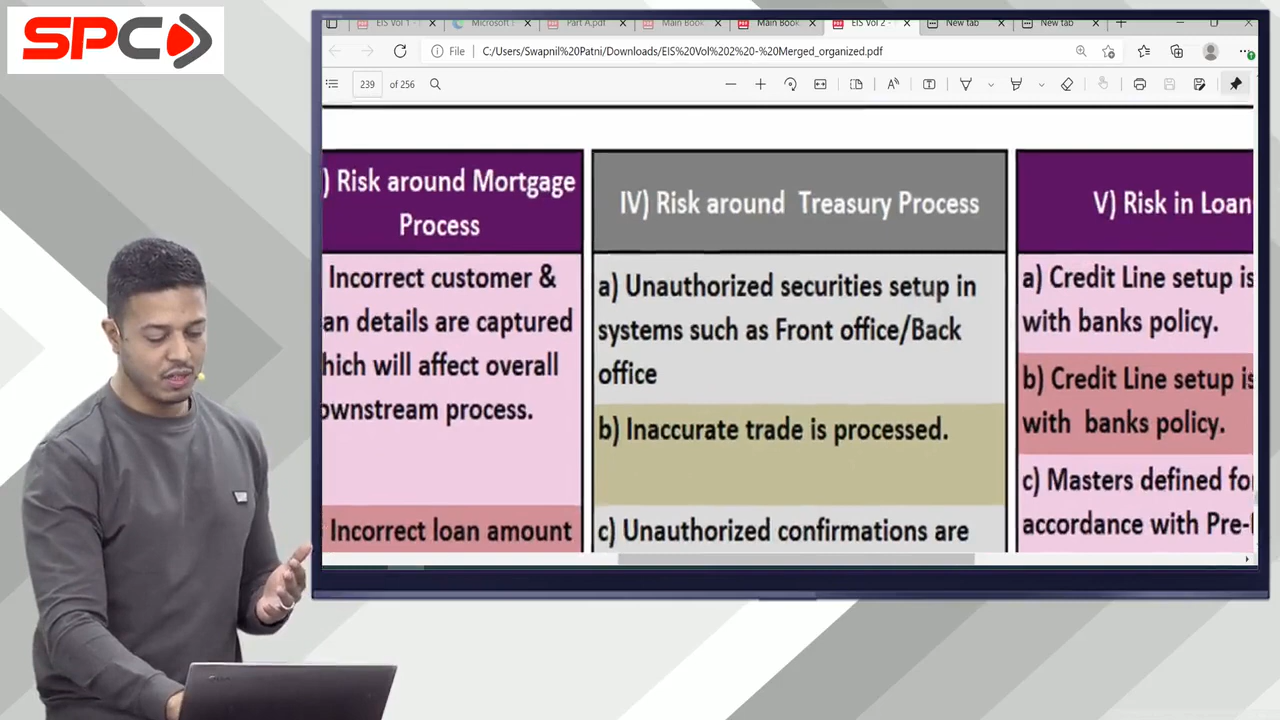 SPC
EIS Vol 1 -
Microsoft
Part A.pdf
Main Book
Main Book
EIS Vol 2 -
New tab
New tab
File
C:/Users/Swapnil%20Patni/Downloads/EIS%20Vol%202%20-%20Merged_organized.pdf
239
of 256
) Risk around Mortgage
Process
Incorrect customer &
an details are captured
hich will affect overall
ownstream process.
Incorrect loan amount
IV) Risk around Treasury Process
a) Unauthorized securities setup in
systems such as Front office/Back
office
b) Inaccurate trade is processed.
c) Unauthorized confirmations are
V) Risk in Loan
a) Credit Line setup is
with banks policy.
b) Credit Line setup is
with banks policy.
c) Masters defined fo
accordance with Pre-